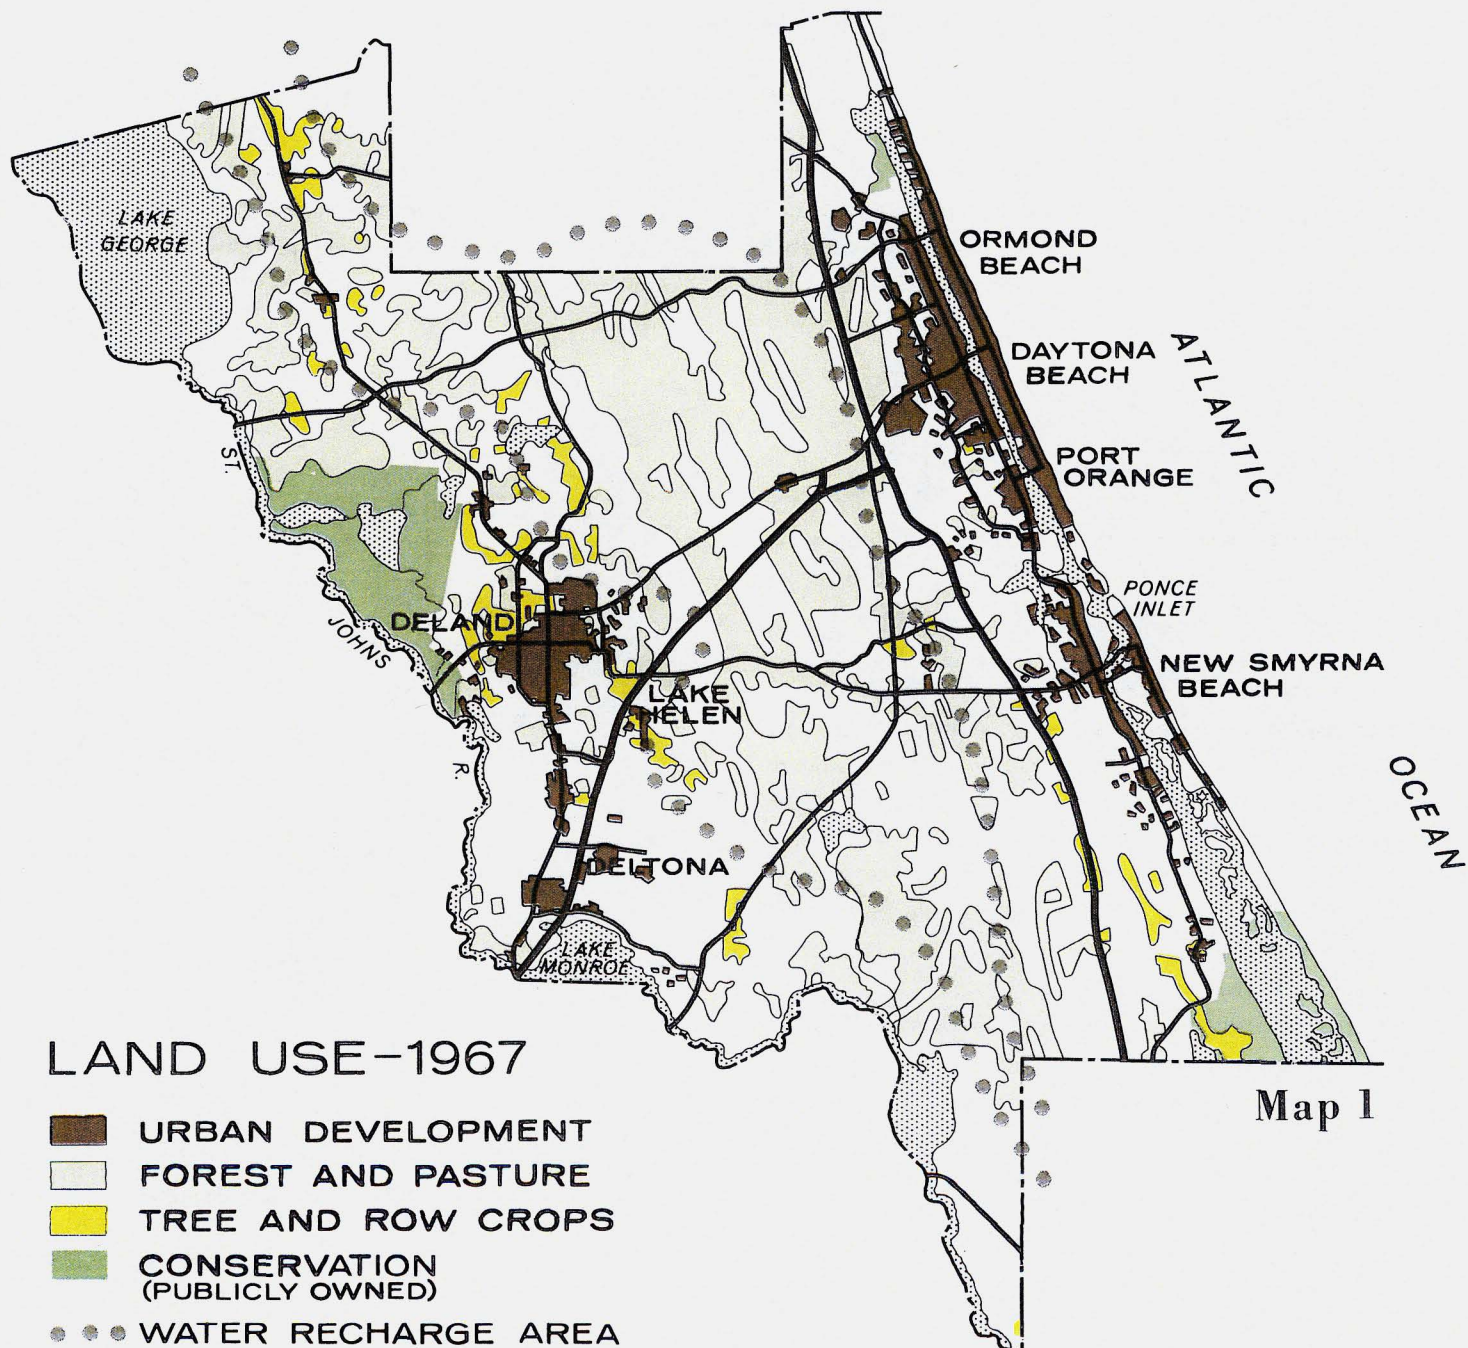 LAKE
GEORGE
ORMOND
BEACH
DAYTONA
BEACH
ATLANTIC
PORT
ORANGE
ST.
JOHNS
R.
DELAND
PONCE
INLET
NEW SMYRNA
BEACH
LAKE
HELEN
OCEAN
DELTONA
LAKE
MONROE
LAND USE-1967
URBAN DEVELOPMENT
FOREST AND PASTURE
TREE AND ROW CROPS
CONSERVATION
(PUBLICLY OWNED)
WATER RECHARGE AREA
Map 1